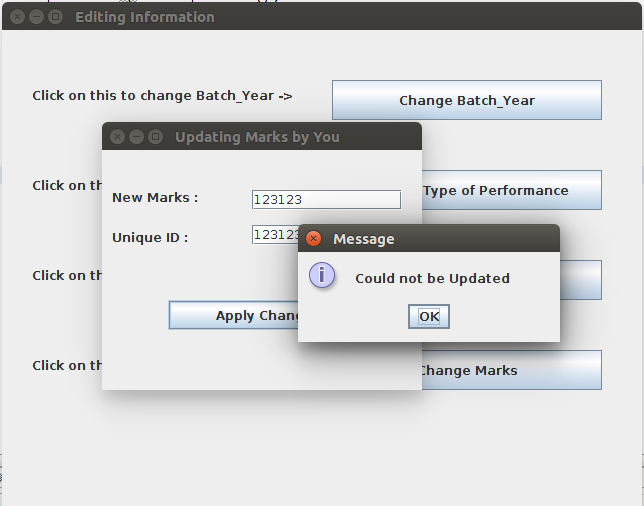 Editing Information
Click on this to change Batch_Year ->
Change Batch_Year
Updating Marks by You
Click on th
Type of Performance
New Marks :
123123
Unique ID :
123123
Message
Could not be Updated
Click on th
OK
Apply Chang
Click on th
Change Marks